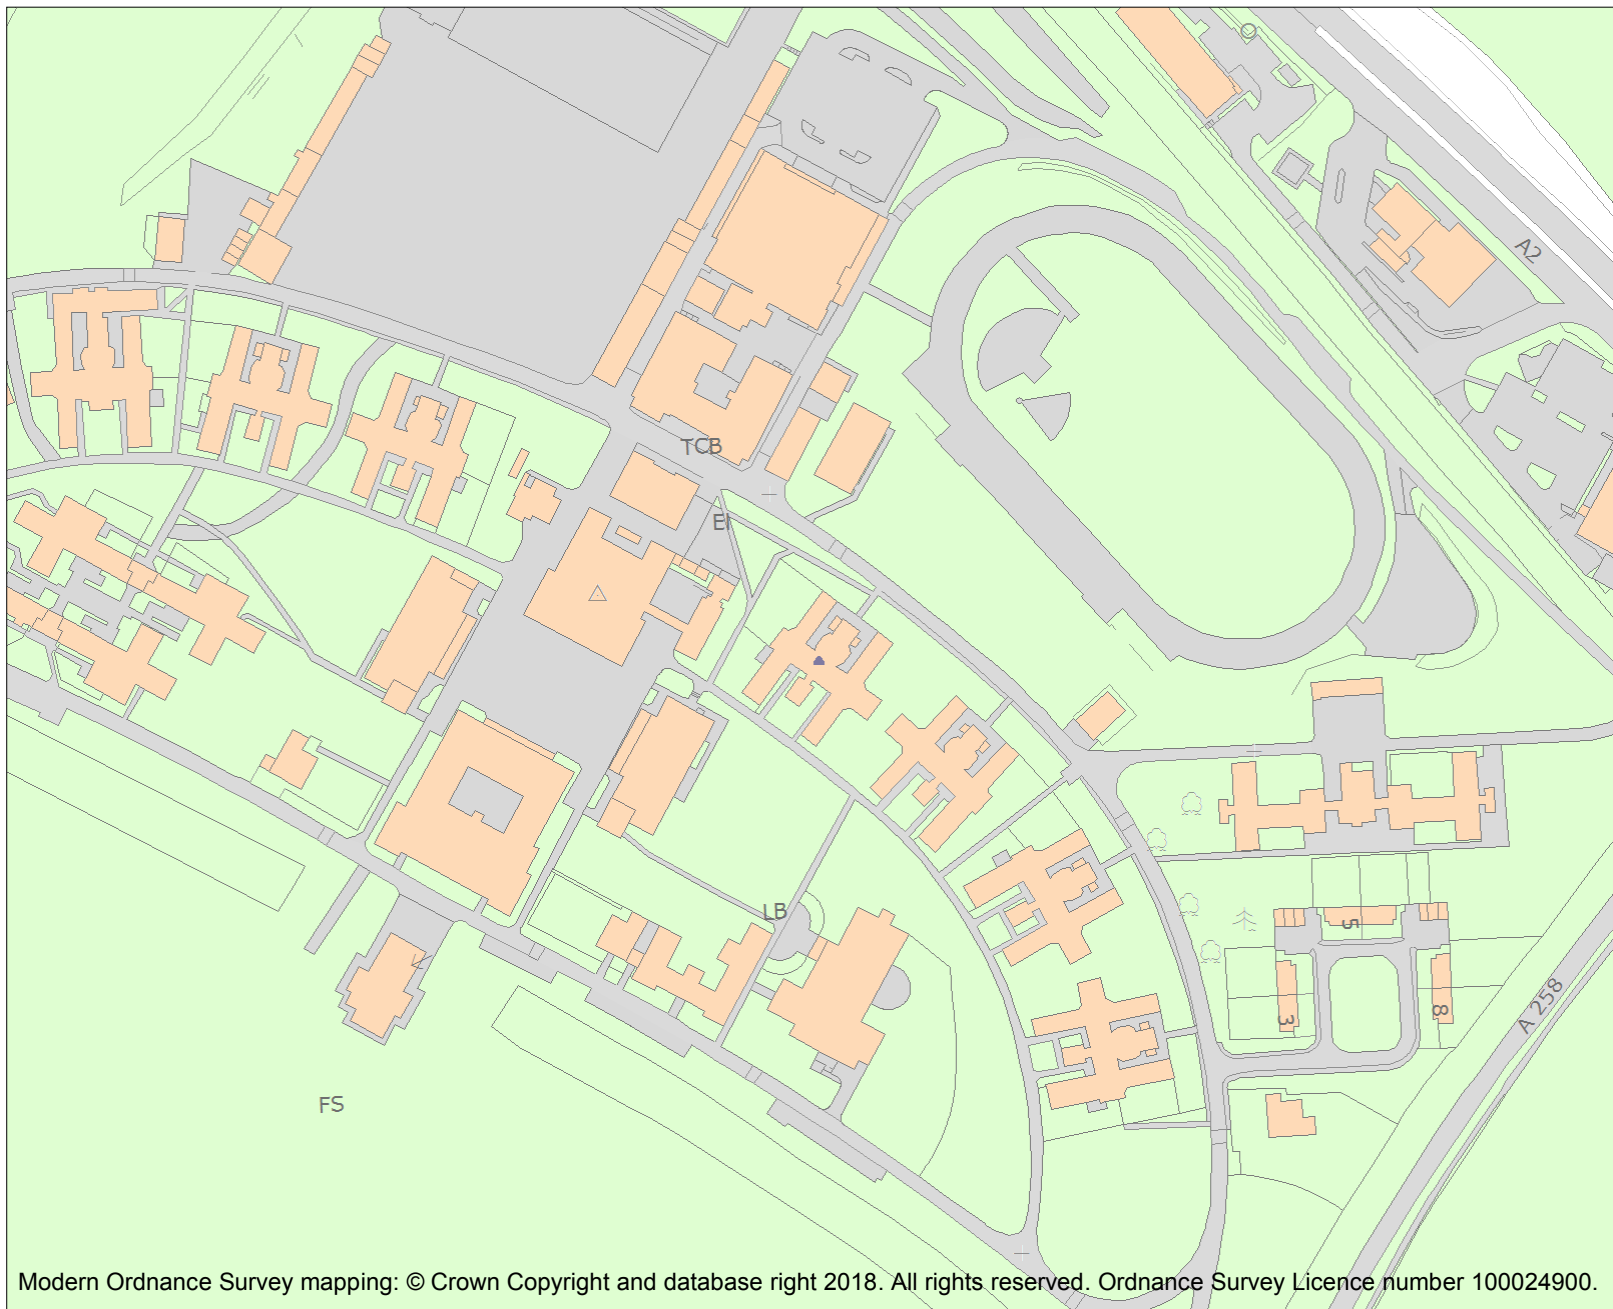 A2
TCB
El
LB
5
3
8
A 258
FS
Modern Ordnance Survey mapping: © Crown Copyright and database right 2018. All rights reserved. Ordnance Survey Licence number 100024900.